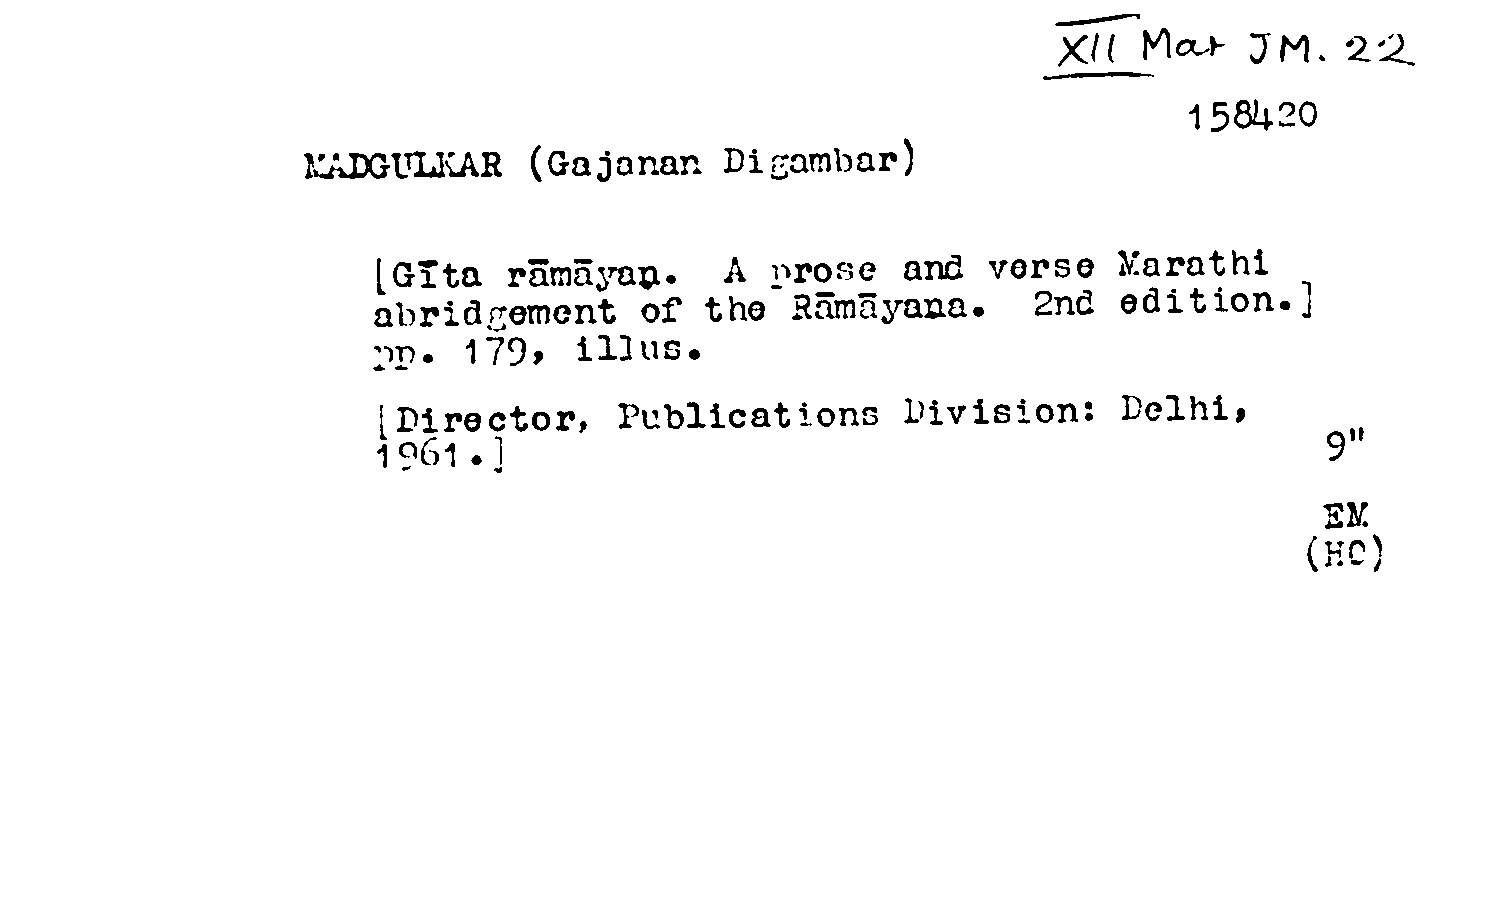 XII Mar JM. 22
158420
MADGULKAR (Gajanan Digambar)
[Gīta rāmāyaṇ. A prose and verse Marathi
abridgement of the Rāmāyaṇa. 2nd edition.]
pp. 179, illus.
[Director, Publications Division: Delhi,
1961.]
9"
EM
(HC)